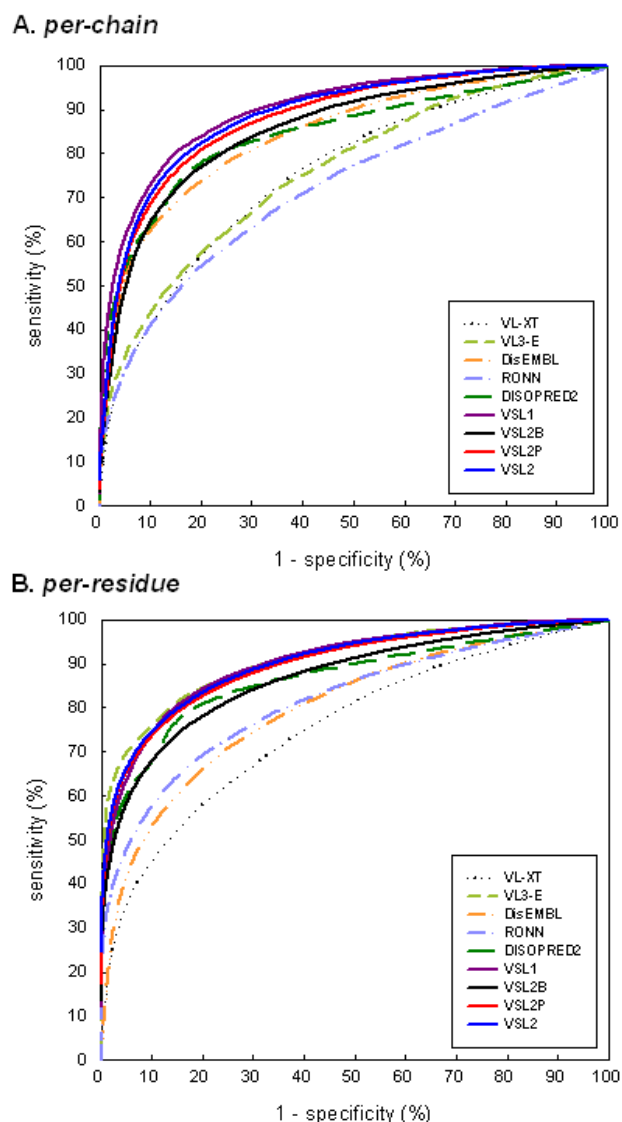 A. per-chain
100
90
80
70
60
50
40
30
20
10
0
sensitivity (%)
VL-XT
VL3-E
DisEMBL
RONN
DISOPRED2
VSL1
VSL2B
VSL2P
VSL2
0 10 20 30 40 50 60 70 80 90 100
1 - specificity (%)
B. per-residue
100
90
80
70
60
50
40
30
20
10
0
sensitivity (%)
VL-XT
VL3-E
DisEMBL
RONN
DISOPRED2
VSL1
VSL2B
VSL2P
VSL2
0 10 20 30 40 50 60 70 80 90 100
1 - specificity (%)